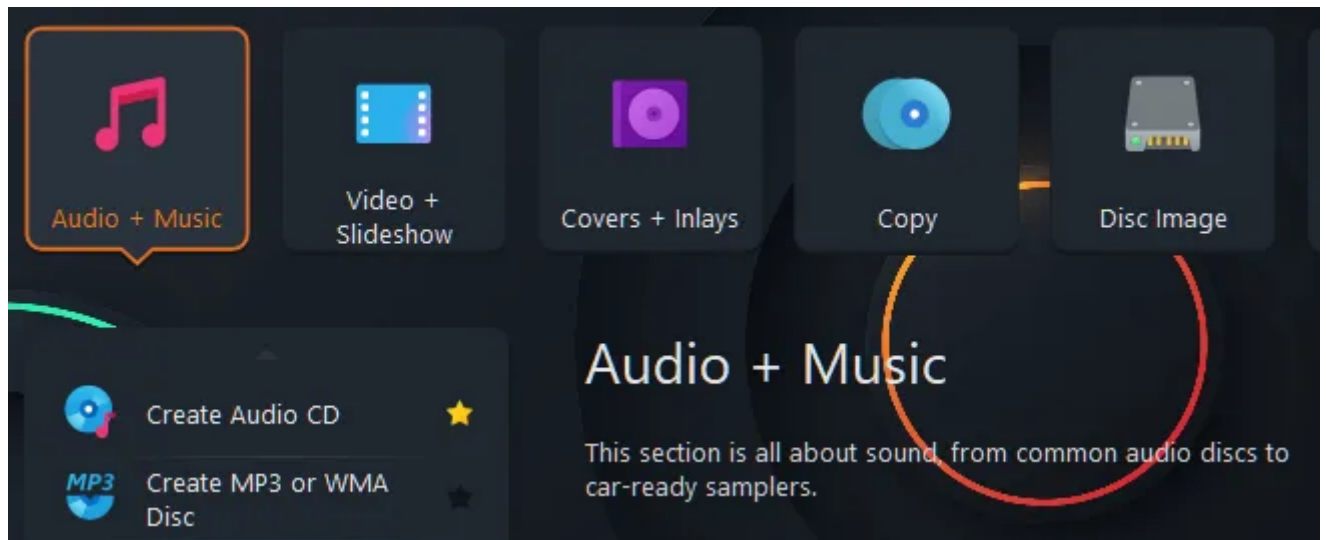 Audio + Music
Video +
Slideshow
Covers + Inlays
Copy
Disc Image
Audio + Music
This section is all about sound, from common audio discs to
car-ready samplers.
Create Audio CD
MP3
Create MP3 or WMA
Disc